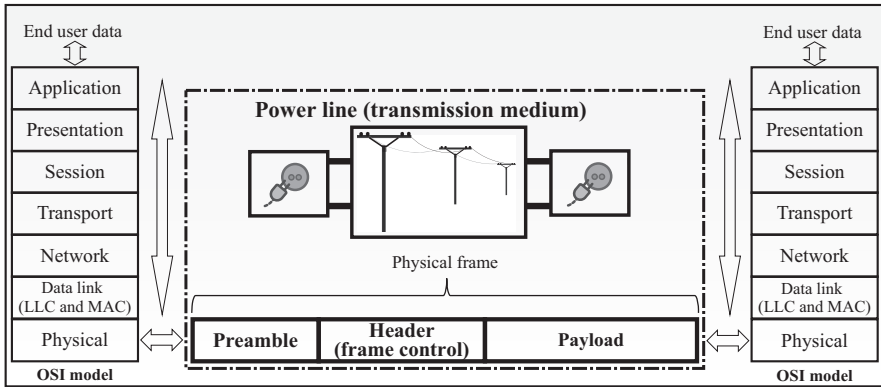 End user data
Application
Presentation
Session
Transport
Network
Data link
(LLC and MAC)
Physical
OSI model
Power line (transmission medium)
Physical frame
Preamble
Header
(frame control)
Payload
End user data
Application
Presentation
Session
Transport
Network
Data link
(LLC and MAC)
Physical
OSI model